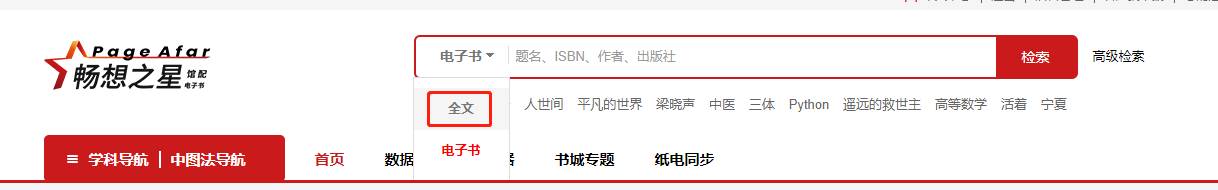 Page Afar
畅想之星 馆配电子书
电子书 题名、ISBN、作者、出版社 检索 高级检索
全文
人世间 平凡的世界 梁晓声 中医 三体 Python 遥远的救世主 高等数学 活着 宁夏
电子书
≡ 学科导航 | 中图法导航 首页 数据 书城专题 纸电同步